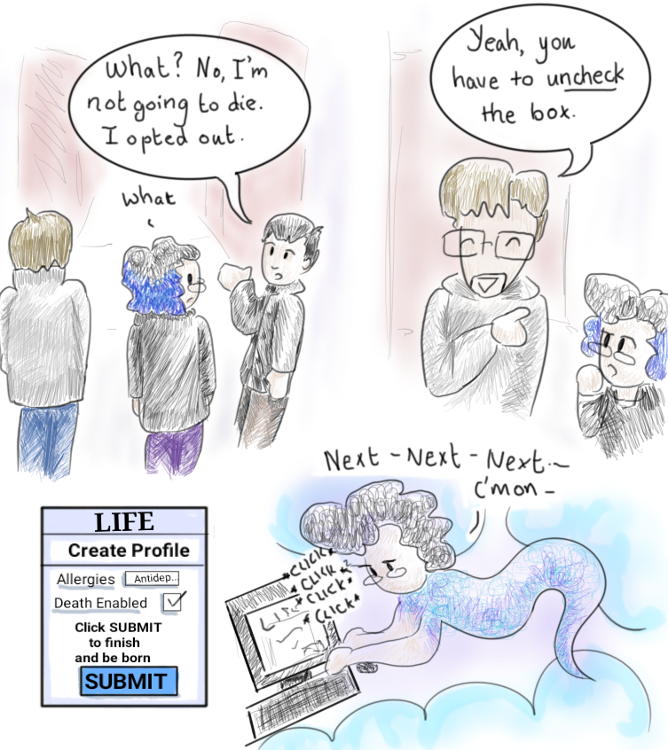 What? No, I'm
not going to die.
I opted out.
What
Yeah, you
have to uncheck
the box.
Next - Next - Next -
C'mon -
LIFE
Create Profile
Allergies Antidep...
Death Enabled
Click SUBMIT
to finish
and be born
SUBMIT
*CLICK*
*CLICK*
*CLICK*
*CLICK*
LIFE